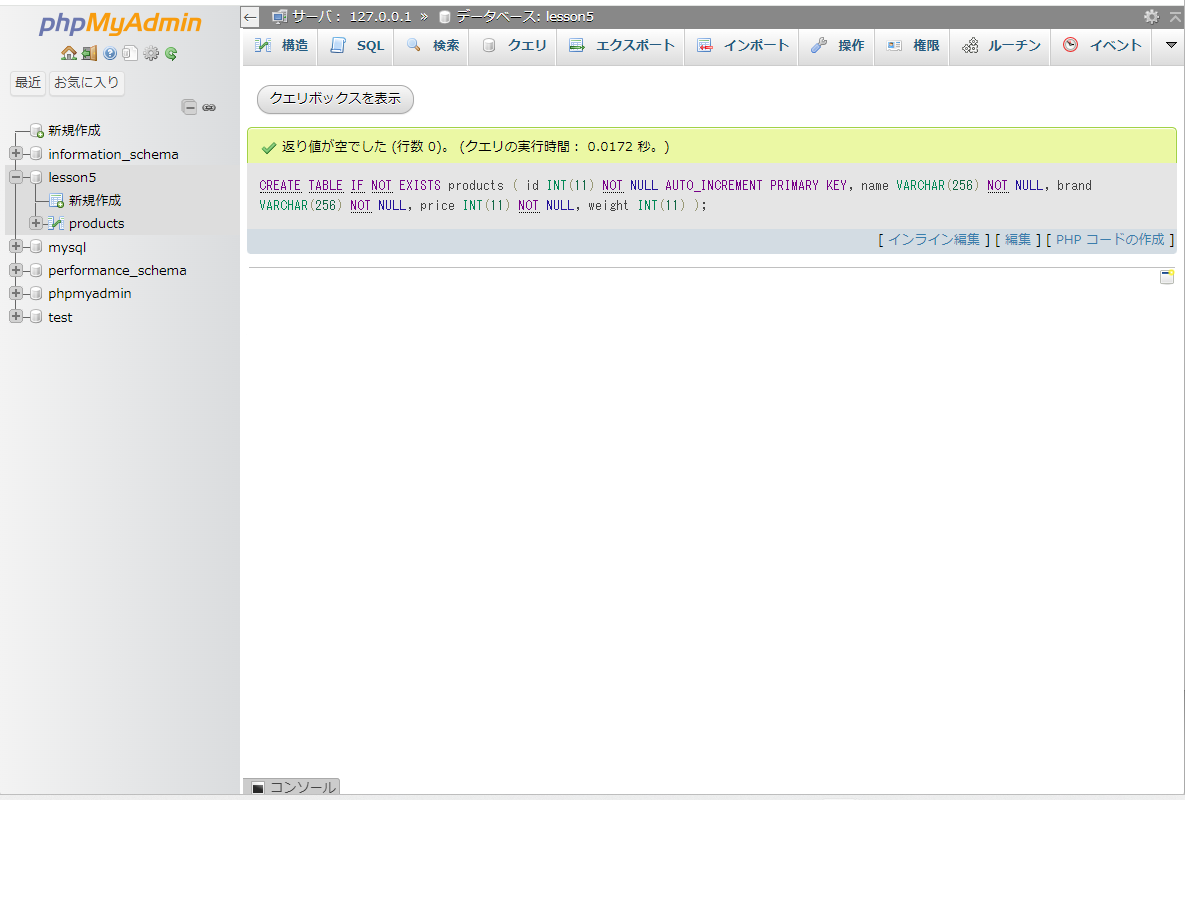 phpMyAdmin
最近 お気に入り
新規作成
information_schema
lesson5
新規作成
products
mysql
performance_schema
phpmyadmin
test
サーバ: 127.0.0.1 » データベース: lesson5
構造 SQL 検索 クエリ エクスポート インポート 操作 権限 ルーチン イベント
クエリボックスを表示
返り値が空でした (行数 0)。 (クエリの実行時間: 0.0172 秒。)
CREATE TABLE IF NOT EXISTS products ( id INT(11) NOT NULL AUTO_INCREMENT PRIMARY KEY, name VARCHAR(256) NOT NULL, brand
VARCHAR(256) NOT NULL, price INT(11) NOT NULL, weight INT(11) );
[ インライン編集 ] [ 編集 ] [ PHP コードの作成 ]
コンソール